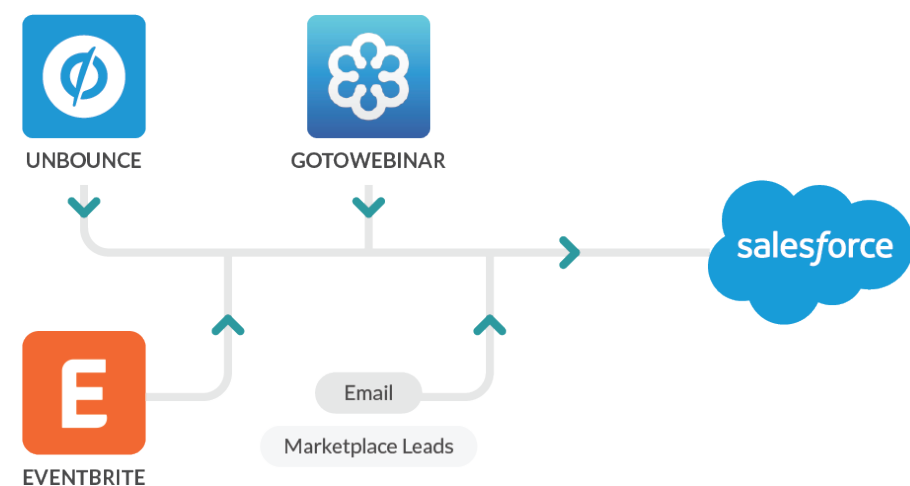 UNBOUNCE
GOTOWEBINAR
salesforce
E
EVENTBRITE
Email
Marketplace Leads